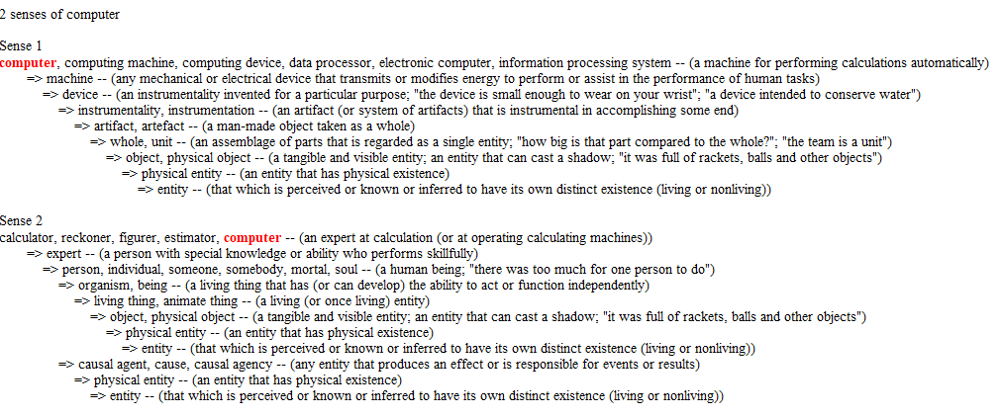 2 senses of computer
Sense 1
computer, computing machine, computing device, data processor, electronic computer, information processing system -- (a machine for performing calculations automatically)
=> machine -- (any mechanical or electrical device that transmits or modifies energy to perform or assist in the performance of human tasks)
=> device -- (an instrumentality invented for a particular purpose; "the device is small enough to wear on your wrist"; "a device intended to conserve water")
=> instrumentality, instrumentation -- (an artifact (or system of artifacts) that is instrumental in accomplishing some end)
=> artifact, artefact -- (a man-made object taken as a whole)
=> whole, unit -- (an assemblage of parts that is regarded as a single entity; "how big is that part compared to the whole?"; "the team is a unit")
=> object, physical object -- (a tangible and visible entity; an entity that can cast a shadow; "it was full of rackets, balls and other objects")
=> physical entity -- (an entity that has physical existence)
=> entity -- (that which is perceived or known or inferred to have its own distinct existence (living or nonliving))
Sense 2
calculator, reckoner, figurer, estimator, computer -- (an expert at calculation (or at operating calculating machines))
=> expert -- (a person with special knowledge or ability who performs skillfully)
=> person, individual, someone, somebody, mortal, soul -- (a human being; "there was too much for one person to do")
=> organism, being -- (a living thing that has (or can develop) the ability to act or function independently)
=> living thing, animate thing -- (a living (or once living) entity)
=> object, physical object -- (a tangible and visible entity; an entity that can cast a shadow; "it was full of rackets, balls and other objects")
=> physical entity -- (an entity that has physical existence)
=> entity -- (that which is perceived or known or inferred to have its own distinct existence (living or nonliving))
=> causal agent, cause, causal agency -- (any entity that produces an effect or is responsible for events or results)
=> physical entity -- (an entity that has physical existence)
=> entity -- (that which is perceived or known or inferred to have its own distinct existence (living or nonliving))